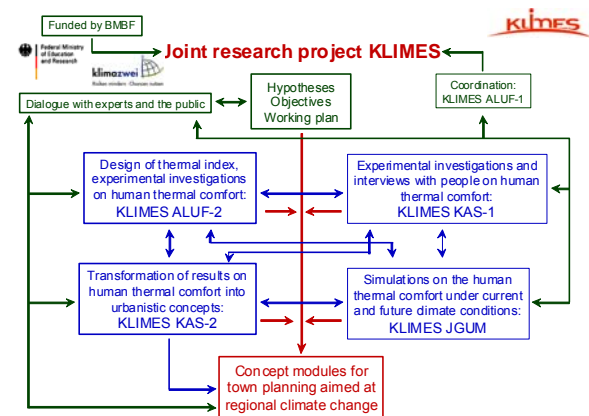 Funded by BMBF
KLIMES
Federal Ministry
of Education
and Research
Joint research project KLIMES
klimazwei
Risiken mindern. Chancen nutzen
Coordination:
KLIMES ALUF-1
Hypotheses
Objectives
Working plan
Dialogue with experts and the public
Design of thermal index,
experimental investigations
on human thermal comfort:
KLIMES ALUF-2
Experimental investigations and
interviews with people on human
thermal comfort:
KLIMES KAS-1
Transformation of results on
human thermal comfort into
urbanistic concepts:
KLIMES KAS-2
Simulations on the human
thermal comfort under current
and future climate conditions:
KLIMES JGUM
Concept modules for
town planning aimed at
regional climate change